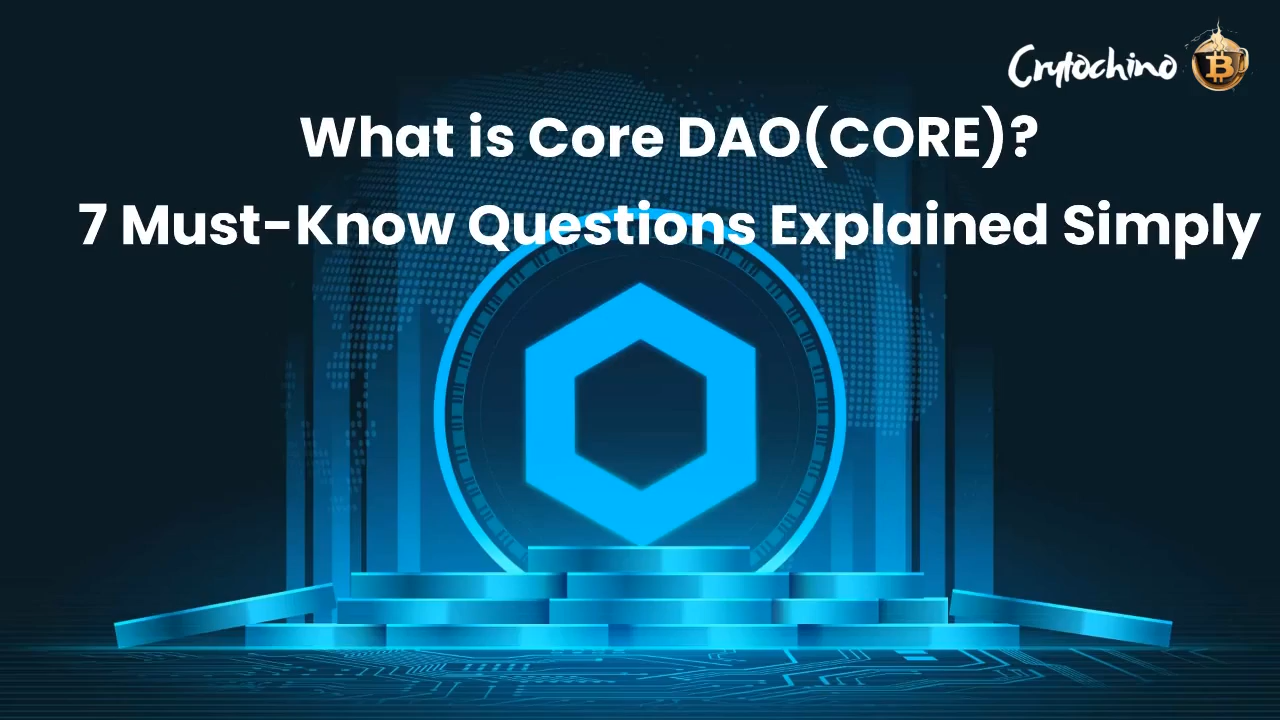 Crytochino
What is Core DAO(CORE)?
7 Must-Know Questions Explained Simply